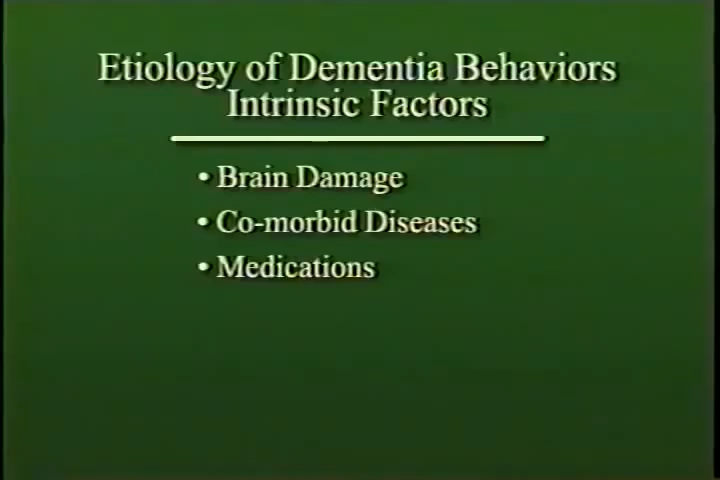 Etiology of Dementia Behaviors
Intrinsic Factors
• Brain Damage
• Co-morbid Diseases
• Medications